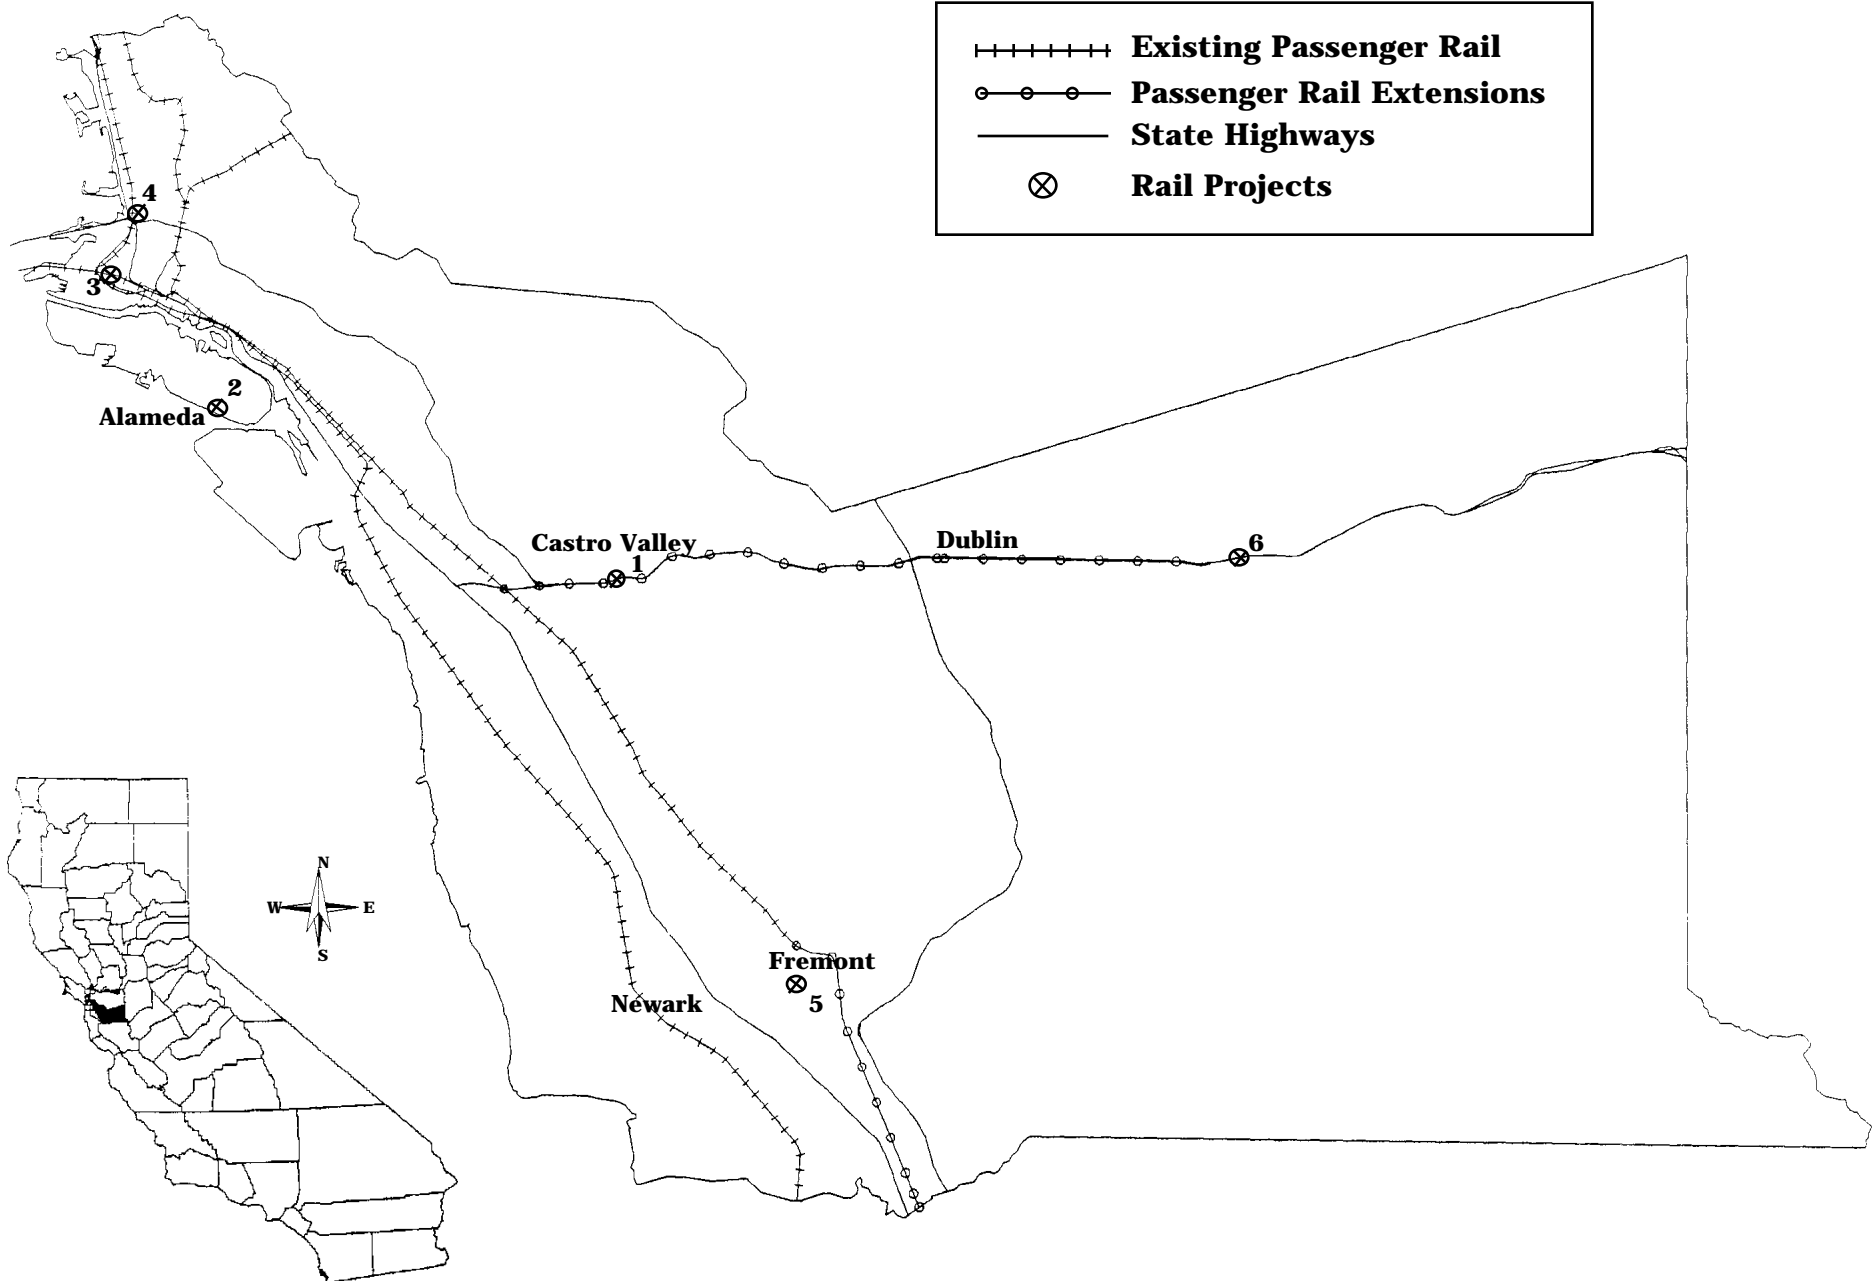 Existing Passenger Rail
Passenger Rail Extensions
State Highways
Rail Projects
4
3
2
Alameda
Castro Valley
1
Dublin
6
N
W E
S
Fremont
5
Newark